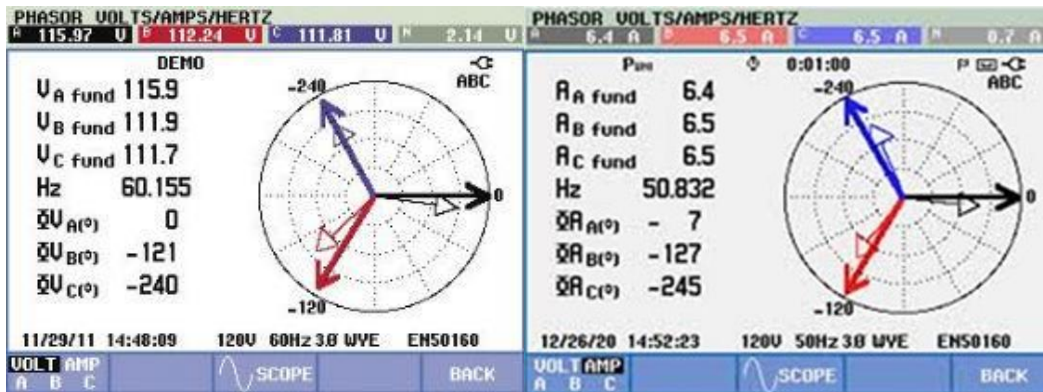 PHASOR VOLTS/AMPS/HERTZ
A 115.97 V B 112.24 V C 111.81 V N 2.14 V
DEMO
ABC
V A fund 115.9
V B fund 111.9
V C fund 111.7
Hz 60.155
ΦV A(°) 0
ΦV B(°) -121
ΦV C(°) -240
-240
0
-120
11/29/11 14:48:09 120V 60Hz 3Ø WYE EN50160
VOLT AMP
A B C
SCOPE
BACK
PHASOR VOLTS/AMPS/HERTZ
A 6.4 A B 6.5 A C 6.5 A N 0.7 A
0:01:00
ABC
A A fund 6.4
A B fund 6.5
A C fund 6.5
Hz 50.832
ΦA A(°) - 7
ΦA B(°) -127
ΦA C(°) -245
-240
0
-120
12/26/20 14:52:23 120V 50Hz 3Ø WYE EN50160
VOLT AMP
A B C
SCOPE
BACK